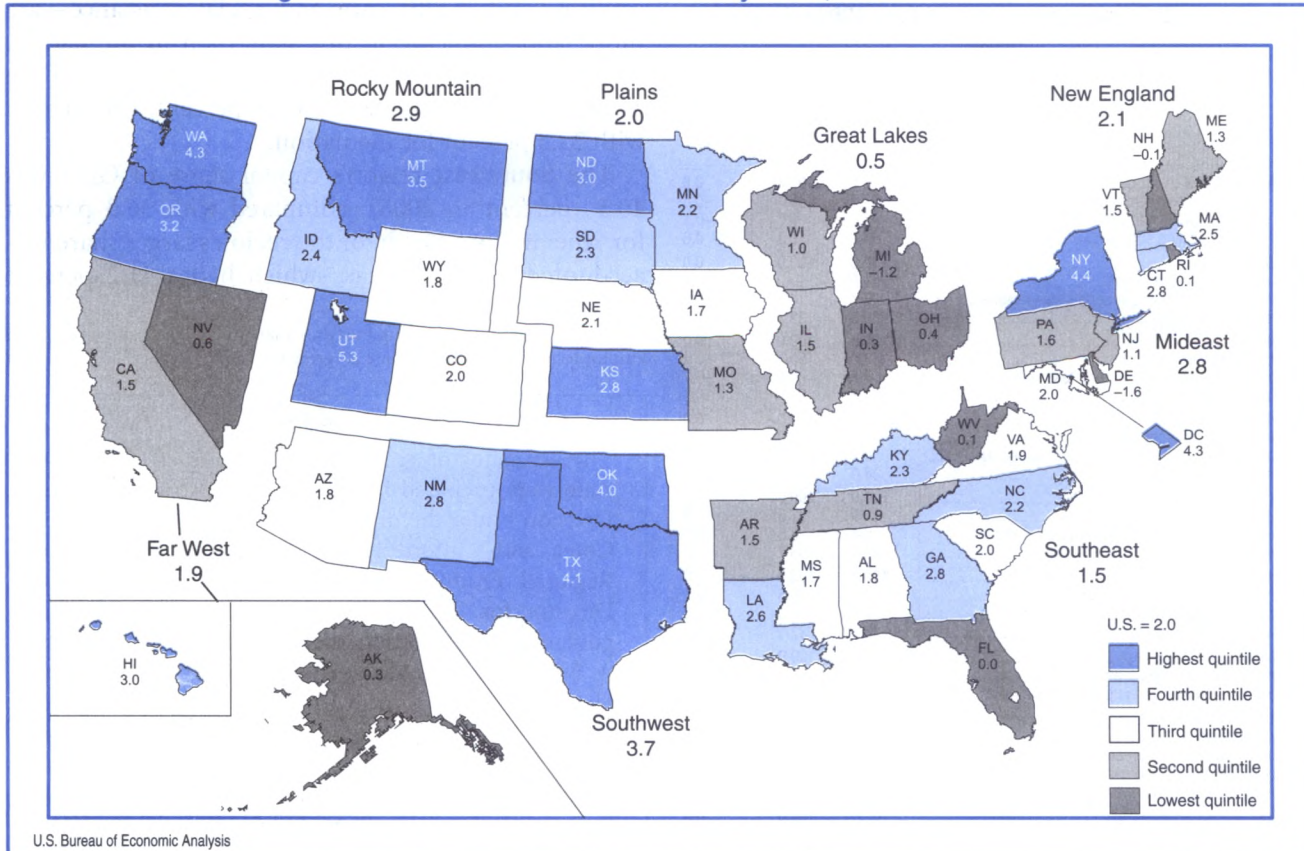 Rocky Mountain
2.9
Plains
2.0
Great Lakes
0.5
New England
2.1
WA
4.3
OR
3.2
CA
1.5
NV
0.6
ID
2.4
MT
3.5
WY
1.8
UT
5.3
CO
2.0
ND
3.0
SD
2.3
NE
2.1
KS
2.8
MN
2.2
IA
1.7
MO
1.3
WI
1.0
IL
1.5
MI
−1.2
IN
0.3
OH
0.4
ME
1.3
NH
−0.1
VT
1.5
MA
2.5
RI
0.1
CT
2.8
NY
4.4
PA
1.6
NJ
1.1
Mideast
2.8
MD
2.0
DE
−1.6
DC
4.3
AZ
1.8
NM
2.8
OK
4.0
TX
4.1
Southwest
3.7
Far West
1.9
HI
3.0
AK
0.3
AR
1.5
LA
2.6
MS
1.7
AL
1.8
TN
0.9
KY
2.3
WV
0.1
VA
1.9
NC
2.2
SC
2.0
GA
2.8
FL
0.0
Southeast
1.5
U.S. = 2.0
Highest quintile
Fourth quintile
Third quintile
Second quintile
Lowest quintile
U.S. Bureau of Economic Analysis